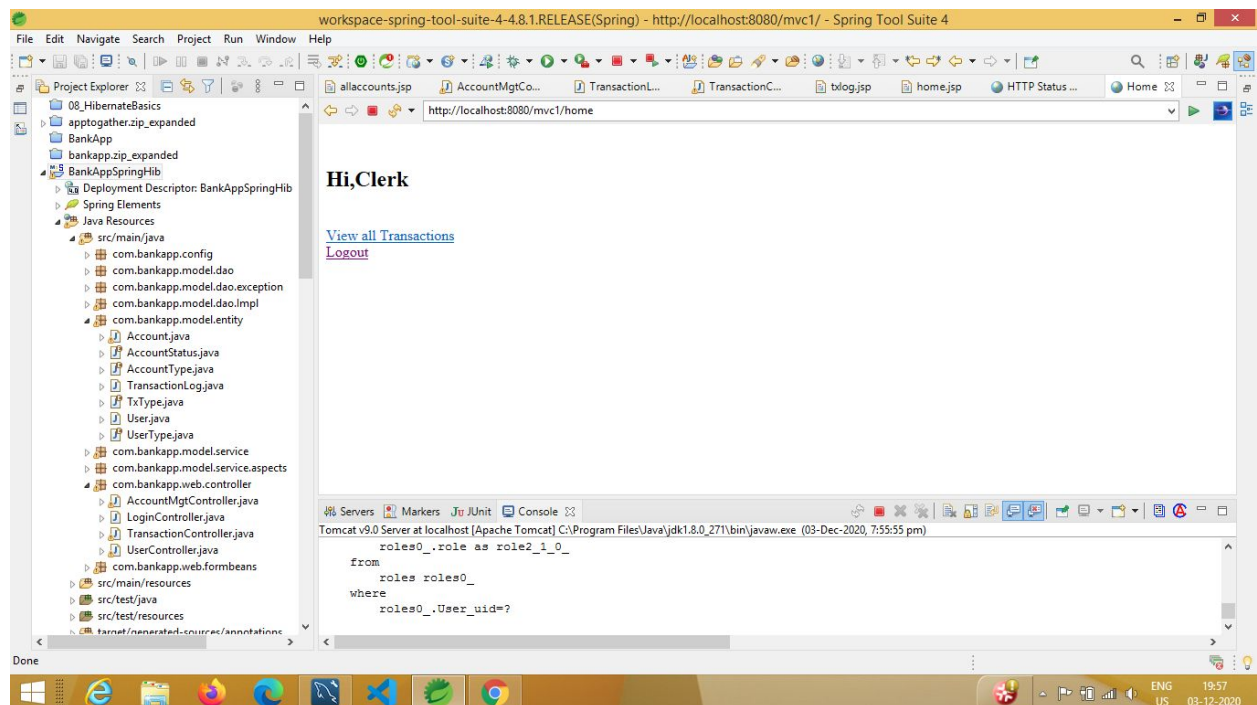 workspace-spring-tool-suite-4-4.8.1.RELEASE(Spring) - http://localhost:8080/mvc1/ - Spring Tool Suite 4
File Edit Navigate Search Project Run Window Help
Project Explorer
08_HibernateBasics
apptogather.zip_expanded
BankApp
bankapp.zip_expanded
BankAppSpringHib
Deployment Descriptor: BankAppSpringHib
Spring Elements
Java Resources
src/main/java
com.bankapp.config
com.bankapp.model.dao
com.bankapp.model.dao.exception
com.bankapp.model.dao.Impl
com.bankapp.model.entity
Account.java
AccountStatus.java
AccountType.java
TransactionLog.java
TxType.java
User.java
UserType.java
com.bankapp.model.service
com.bankapp.model.service.aspects
com.bankapp.web.controller
AccountMgtController.java
LoginController.java
TransactionController.java
UserController.java
com.bankapp.web.formbeans
src/main/resources
src/test/java
src/test/resources
target/generated-sources/annotations
allaccounts.jsp AccountMgtCo... TransactionL... TransactionC... txlog.jsp home.jsp HTTP Status ... Home
http://localhost:8080/mvc1/home
Hi,Clerk
View all Transactions
Logout
Servers Markers JUnit Console
Tomcat v9.0 Server at localhost [Apache Tomcat] C:\Program Files\Java\jdk1.8.0_271\bin\javaw.exe (03-Dec-2020, 7:55:55 pm)
roles0_.role as role2_1_0_
from
roles roles0_
where
roles0_.User_uid=?
Done
ENG 19:57
US 03-12-2020